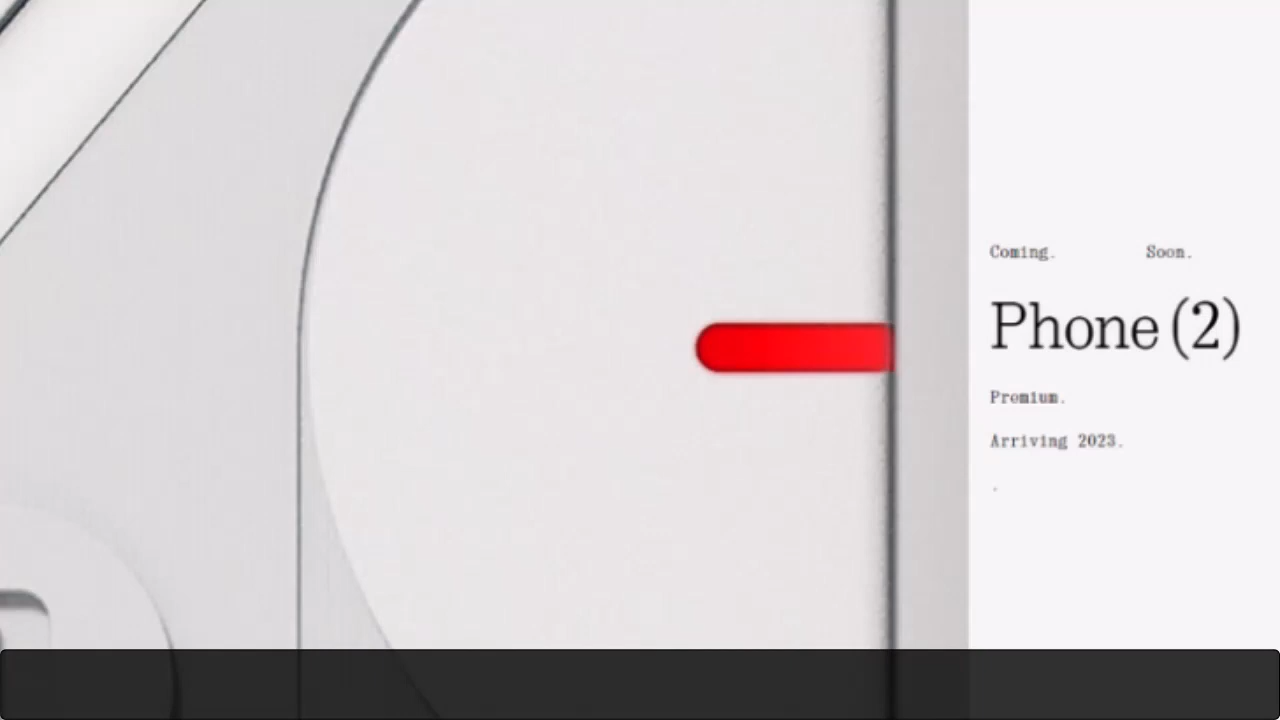 Coming. Soon.
Phone (2)
Premium.
Arriving 2023.
.